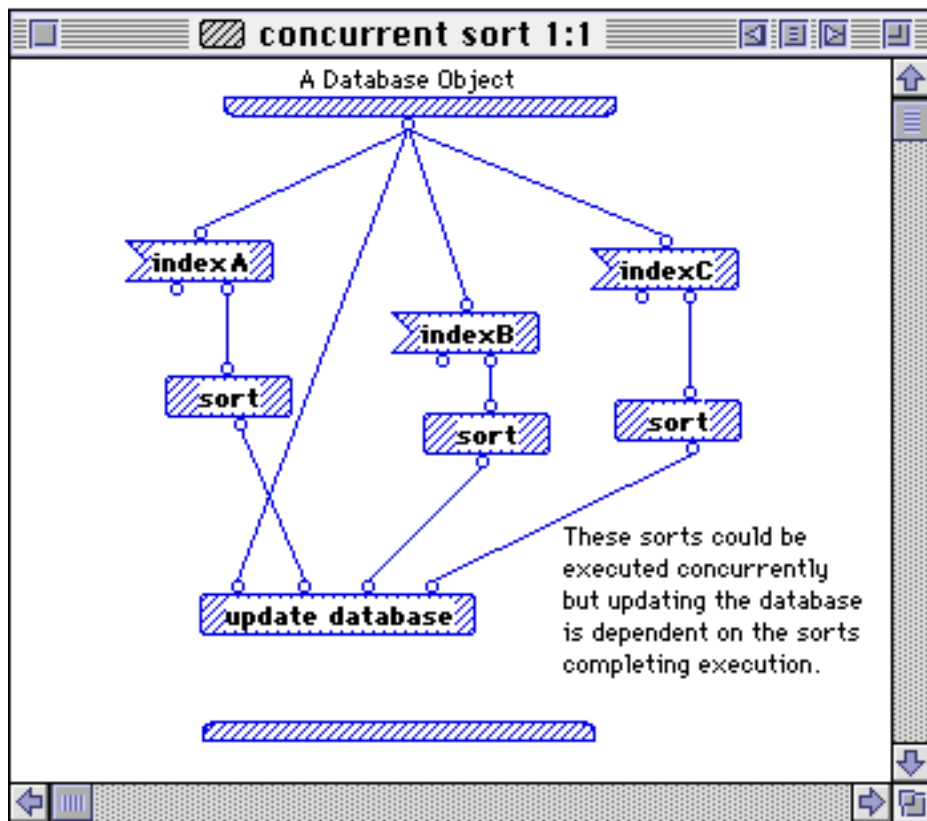 concurrent sort 1:1
A Database Object
indexA
indexC
indexB
sort
sort
sort
These sorts could be
executed concurrently
but updating the database
is dependent on the sorts
completing execution.
update database